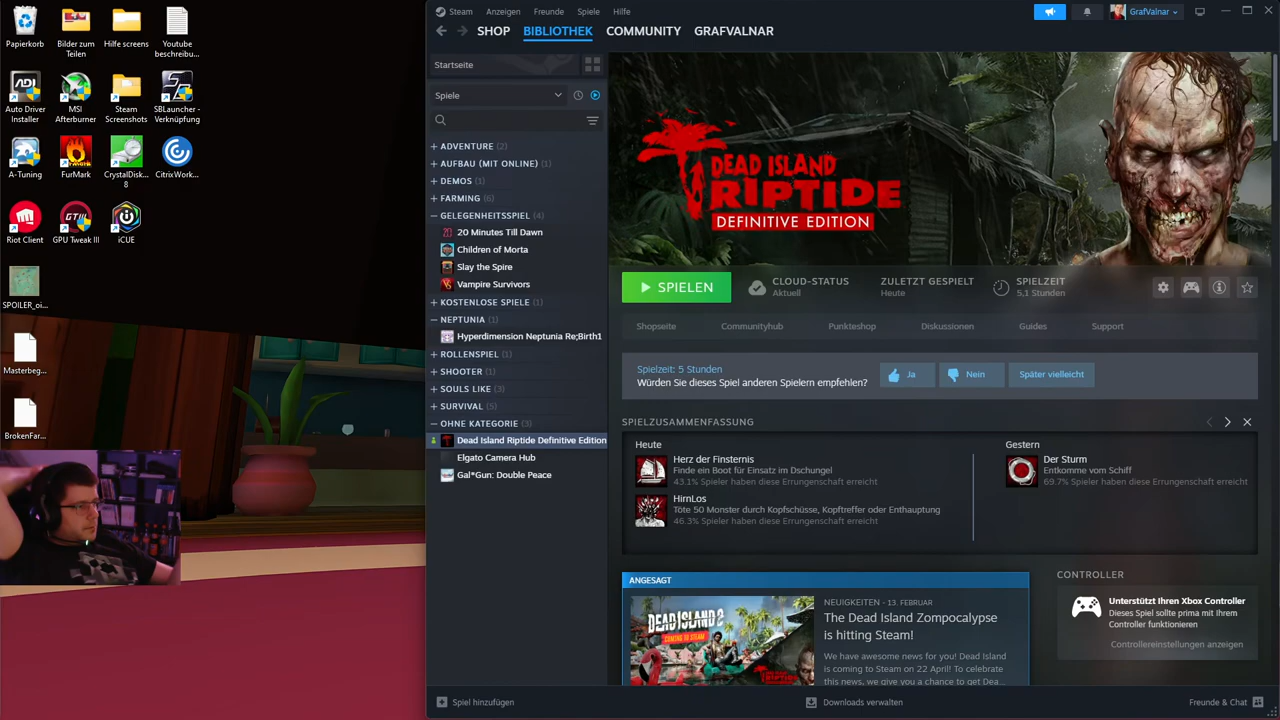 Papierkorb
Bilder zum
Teilen
Hilfe screens
Youtube
beschreibu...
Auto Driver
Installer
MSI
Afterburner
Steam
Screenshots
SBLauncher -
Verknüpfung
A-Tuning
FurMark
CrystalDisk...
8
CitrixWork...
Riot Client
GPU Tweak III
iCUE
SPOILER_oi...
Masterbeg...
BrokenFar...
Steam Anzeigen Freunde Spiele Hilfe
GrafValnar
SHOP BIBLIOTHEK COMMUNITY GRAFVALNAR
Startseite
Spiele
+ ADVENTURE (2)
+ AUFBAU (MIT ONLINE) (1)
+ DEMOS (1)
+ FARMING (6)
− GELEGENHEITSSPIEL (4)
20 Minutes Till Dawn
Children of Morta
Slay the Spire
Vampire Survivors
+ KOSTENLOSE SPIELE (1)
− NEPTUNIA (1)
Hyperdimension Neptunia Re;Birth1
+ ROLLENSPIEL (3)
+ SHOOTER (1)
+ SOULS LIKE (3)
+ SURVIVAL (5)
− OHNE KATEGORIE (3)
Dead Island Riptide Definitive Edition
Elgato Camera Hub
Gal*Gun: Double Peace
DEAD ISLAND
RIPTIDE
DEFINITIVE EDITION
SPIELEN
CLOUD-STATUS
Aktuell
ZULETZT GESPIELT
Heute
SPIELZEIT
5,1 Stunden
Shopseite Communityhub Punkteshop Diskussionen Guides Support
Spielzeit: 5 Stunden
Würden Sie dieses Spiel anderen Spielern empfehlen?
Ja Nein Später vielleicht
SPIELZUSAMMENFASSUNG
Heute
Herz der Finsternis
Finde ein Boot für Einsatz im Dschungel
43.1% Spieler haben diese Errungenschaft erreicht
HirnLos
Töte 50 Monster durch Kopfschüsse, Kopftreffer oder Enthauptung
46.3% Spieler haben diese Errungenschaft erreicht
Gestern
Der Sturm
Entkomme vom Schiff
69.7% Spieler haben diese Errungenschaft erreicht
ANGESAGT
DEAD ISLAND 2
COMING TO STEAM
NEUIGKEITEN - 13. FEBRUAR
The Dead Island Zompocalypse
is hitting Steam!
We have awesome news for you! Dead Island
is coming to Steam on 22 April! To celebrate
this news, we give you a chance to get Dea...
CONTROLLER
Unterstützt Ihren Xbox Controller
Dieses Spiel sollte prima mit Ihrem
Controller funktionieren
Controllereinstellungen anzeigen
Spiel hinzufügen
Downloads verwalten
Freunde & Chat